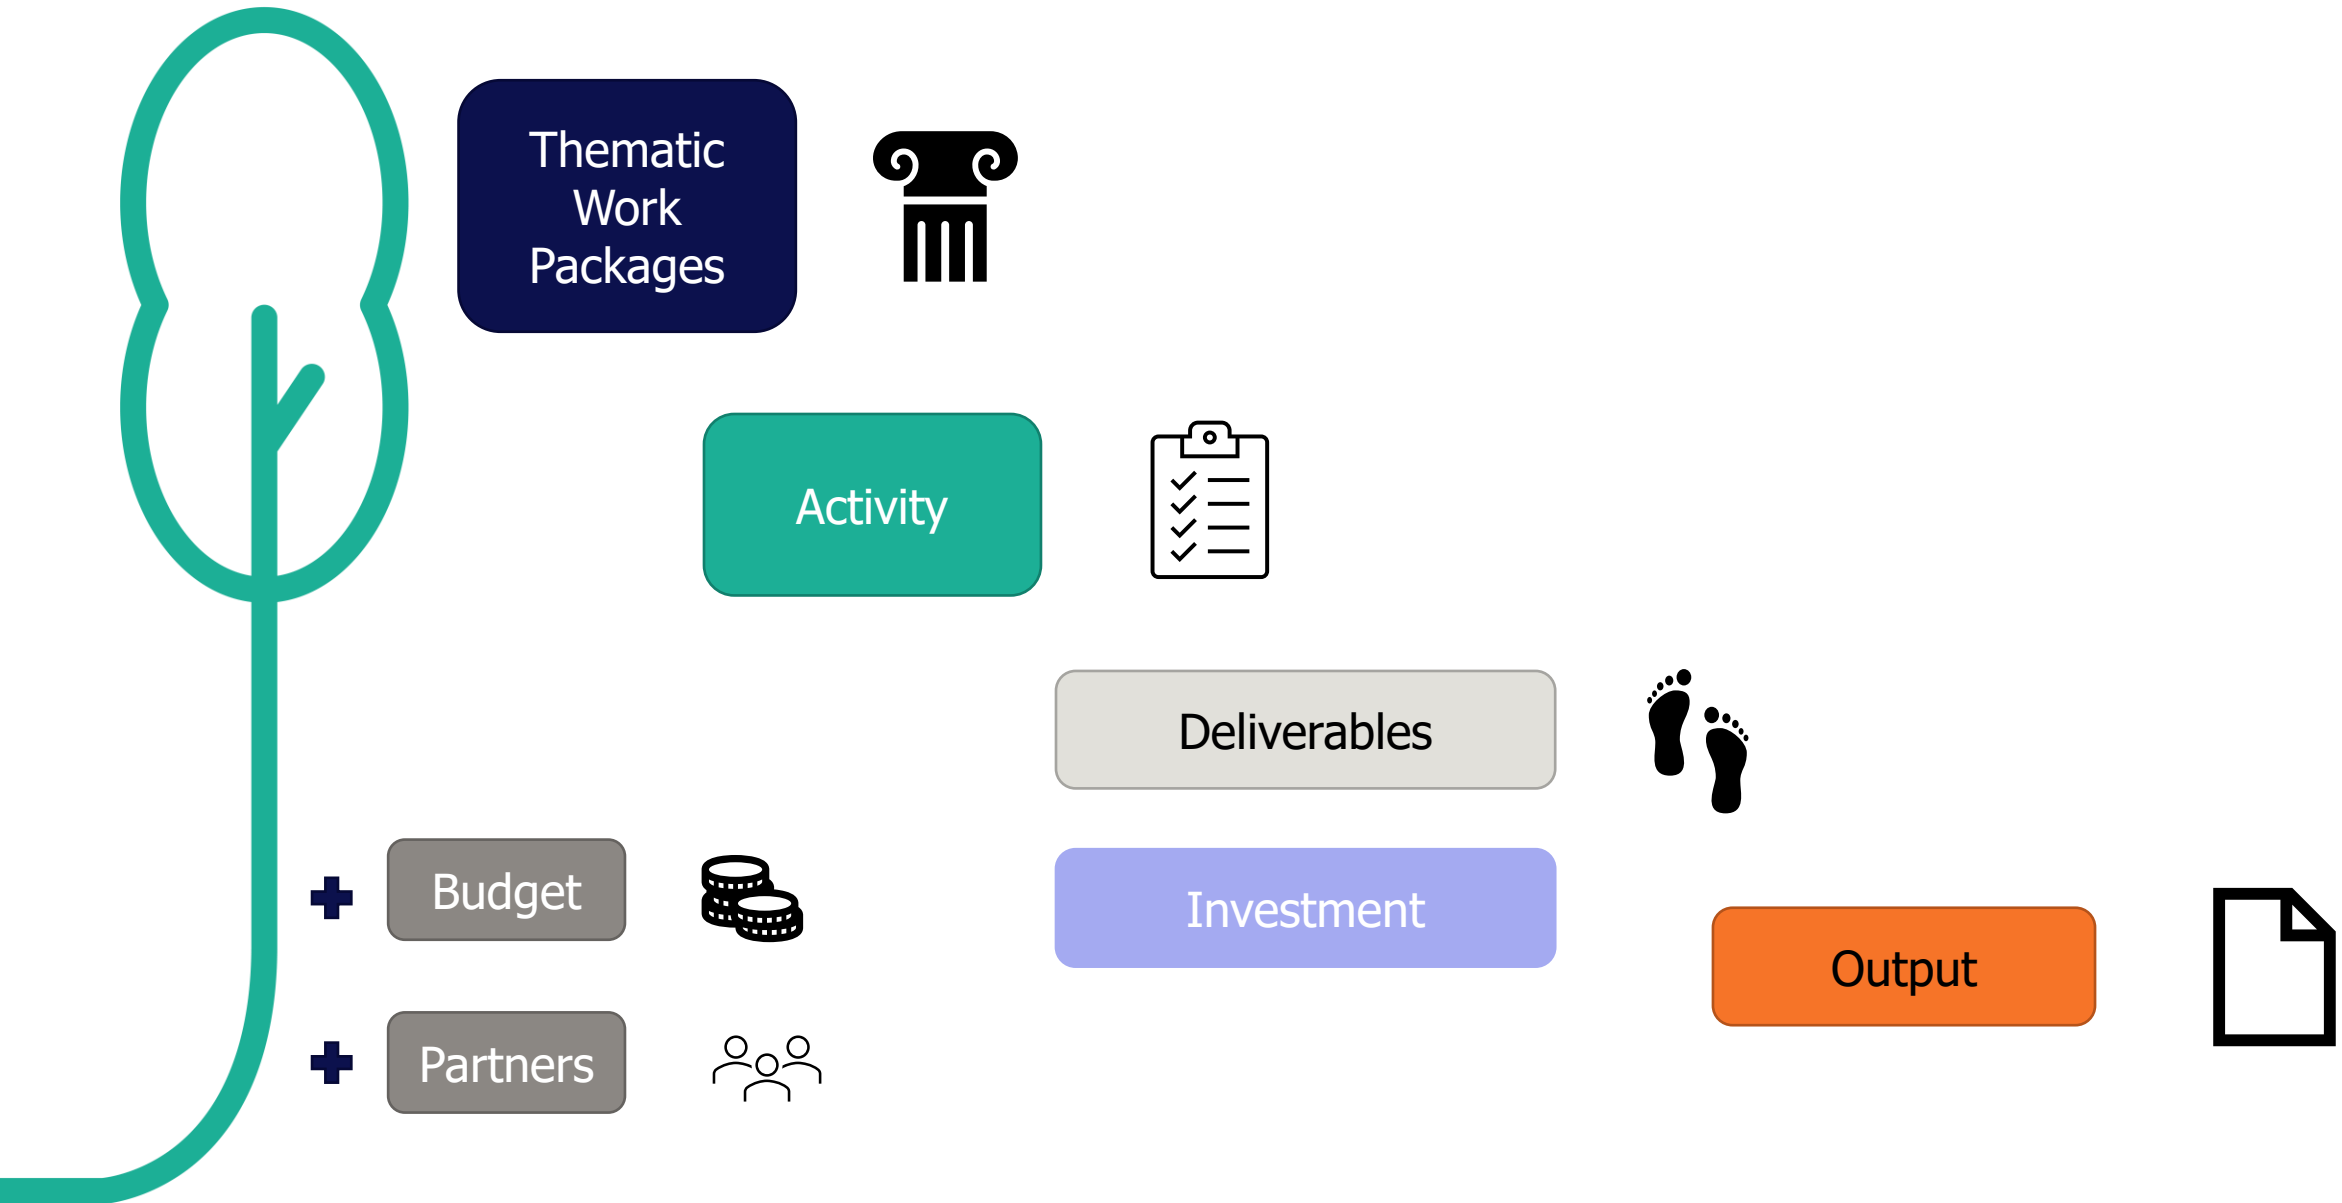 Thematic
Work
Packages
Activity
Deliverables
Budget
Investment
Output
Partners